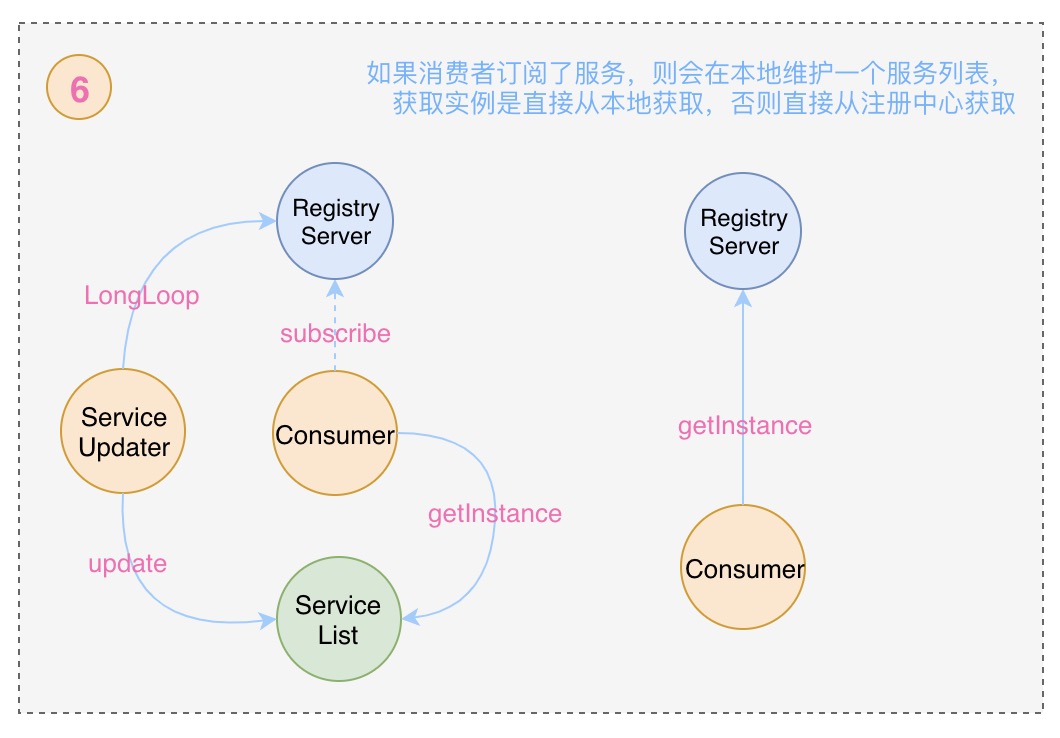 6
如果消费者订阅了服务，则会在本地维护一个服务列表，
获取实例是直接从本地获取，否则直接从注册中心获取
Registry
Server
LongLoop
subscribe
Service
Updater
Consumer
getInstance
update
Service
List
Registry
Server
getInstance
Consumer